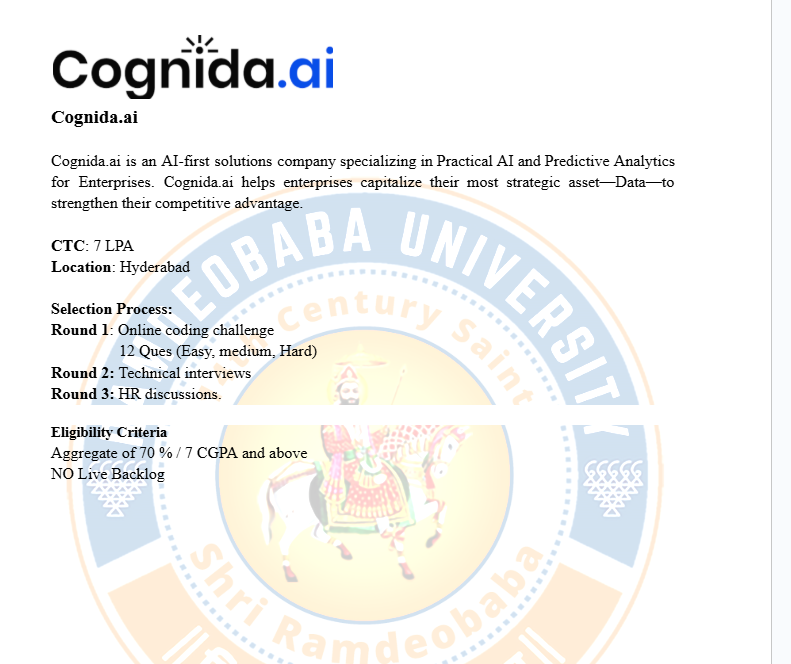 Cognida.ai
Cognida.ai
Cognida.ai is an AI-first solutions company specializing in Practical AI and Predictive Analytics
for Enterprises. Cognida.ai helps enterprises capitalize their most strategic asset—Data—to
strengthen their competitive advantage.
CTC: 7 LPA
Location: Hyderabad
Selection Process:
Round 1: Online coding challenge
12 Ques (Easy, medium, Hard)
Round 2: Technical interviews
Round 3: HR discussions.
Eligibility Criteria
Aggregate of 70 % / 7 CGPA and above
NO Live Backlog
MDEOBABA UNIVERSITY
Century Saint
Shri Ramdeobaba